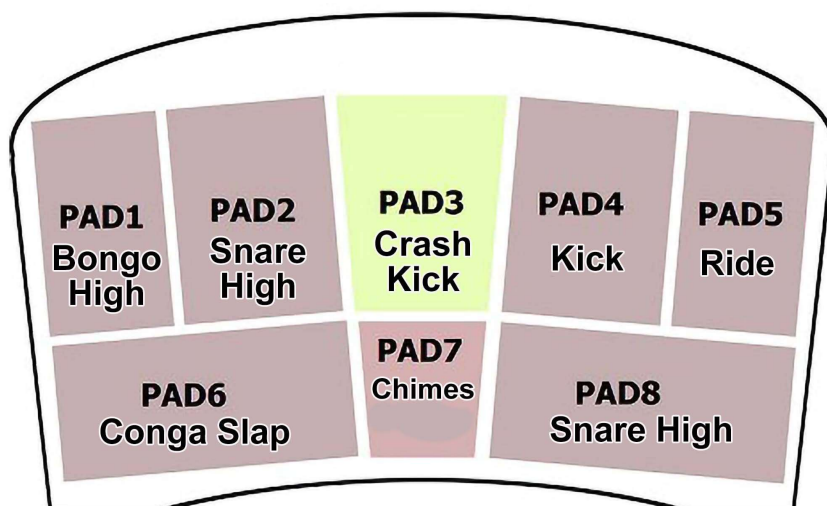 PAD1
Bongo
High
PAD2
Snare
High
PAD3
Crash
Kick
PAD4
Kick
PAD5
Ride
PAD6
Conga Slap
PAD7
Chimes
PAD8
Snare High